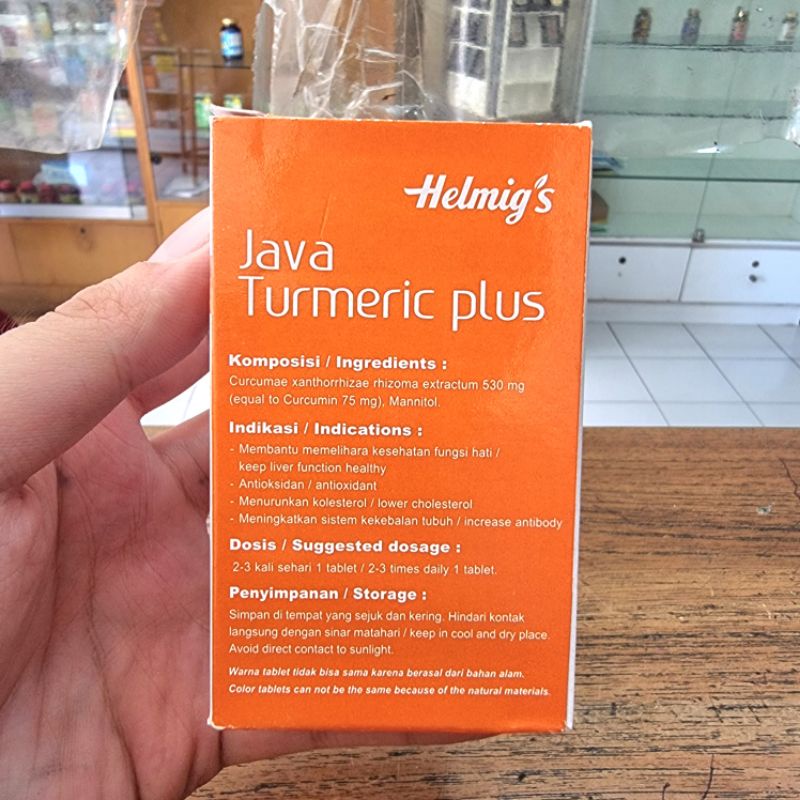 Helmig's
Java
Turmeric plus
Komposisi / Ingredients :
Curcumae xanthorrhizae rhizoma extractum 530 mg
(equal to Curcumin 75 mg), Mannitol.
Indikasi / Indications :
- Membantu memelihara kesehatan fungsi hati /
keep liver function healthy
- Antioksidan / antioxidant
- Menurunkan kolesterol / lower cholesterol
- Meningkatkan sistem kekebalan tubuh / increase antibody
Dosis / Suggested dosage :
2-3 kali sehari 1 tablet / 2-3 times daily 1 tablet.
Penyimpanan / Storage :
Simpan di tempat yang sejuk dan kering. Hindari kontak
langsung dengan sinar matahari / keep in cool and dry place.
Avoid direct contact to sunlight.
Warna tablet tidak bisa sama karena berasal dari bahan alam.
Color tablets can not be the same because of the natural materials.